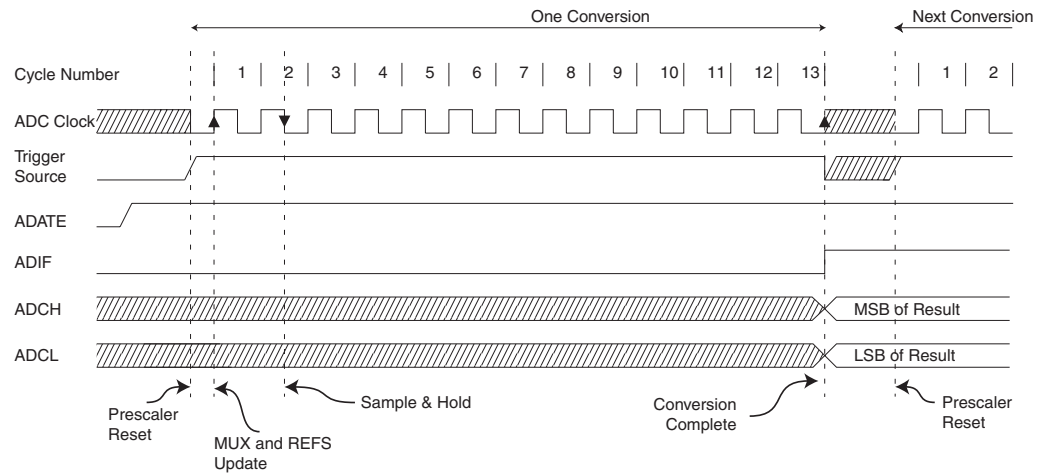 One Conversion
Next Conversion
Cycle Number 1 2 3 4 5 6 7 8 9 10 11 12 13 1 2
ADC Clock
Trigger
Source
ADATE
ADIF
ADCH
MSB of Result
ADCL
LSB of Result
Prescaler
Reset
MUX and REFS
Update
Sample & Hold
Conversion
Complete
Prescaler
Reset